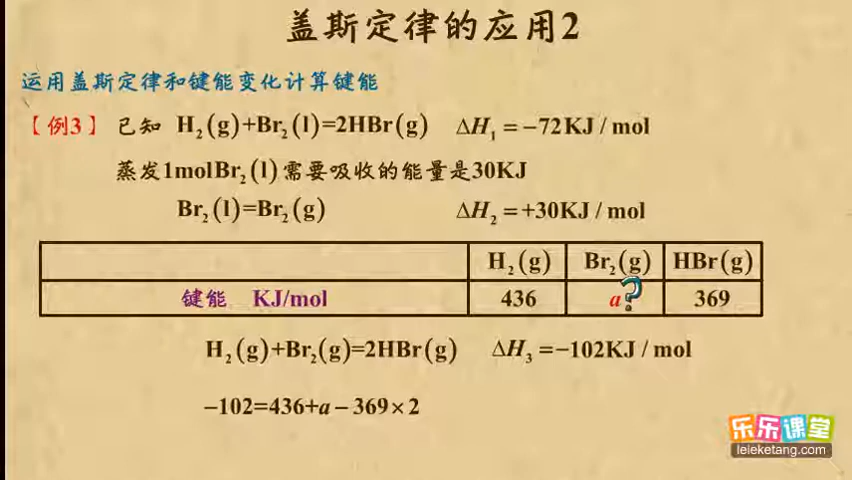 盖斯定律的应用2
运用盖斯定律和键能变化计算键能
【例3】已知 H₂(g)+Br₂(l)=2HBr(g) ΔH₁=−72KJ/mol
蒸发1molBr₂(l)需要吸收的能量是30KJ
Br₂(l)=Br₂(g) ΔH₂=+30KJ/mol
H₂(g) Br₂(g) HBr(g)
键能 KJ/mol 436 a? 369
H₂(g)+Br₂(g)=2HBr(g) ΔH₃=−102KJ/mol
−102=436+a−369×2
乐乐课堂
leleketang.com